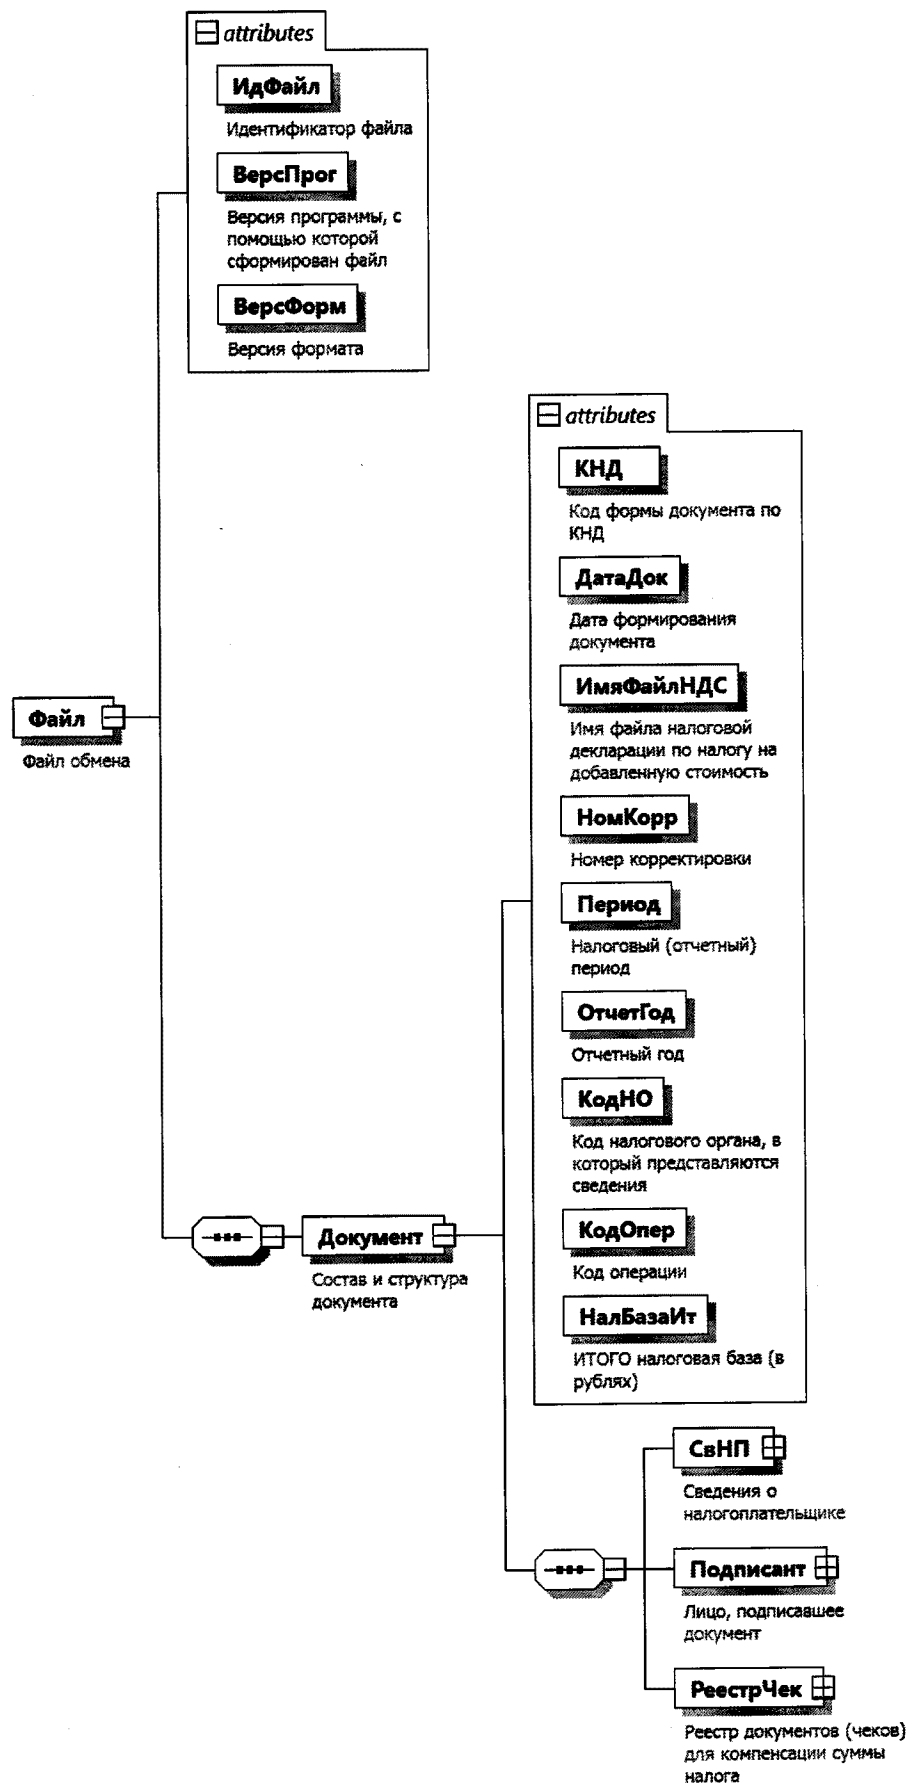 attributes
ИдФайл
Идентификатор файла
ВерсПрог
Версия программы, с
помощью которой
сформирован файл
ВерсФорм
Версия формата
attributes
КНД
Код формы документа по
КНД
ДатаДок
Дата формирования
документа
ИмяФайлНДС
Имя файла налоговой
декларации по налогу на
добавленную стоимость
НомКорр
Номер корректировки
Период
Налоговый (отчетный)
период
ОтчетГод
Отчетный год
КодНО
Код налогового органа, в
который представляются
сведения
КодОпер
Код операции
НалБазаИт
ИТОГО налоговая база (в
рублях)
Файл
Файл обмена
Документ
Состав и структура
документа
СвНП
Сведения о
налогоплательщике
Подписант
Лицо, подписавшее
документ
РеестрЧек
Реестр документов (чеков)
для компенсации суммы
налога